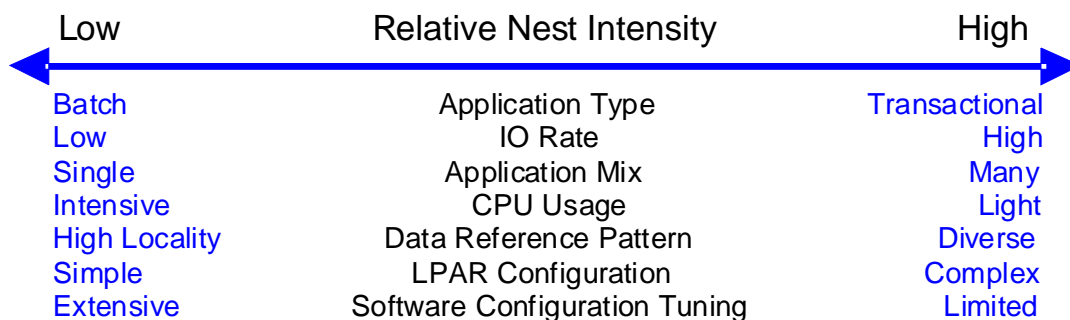 Low Relative Nest Intensity High
Batch Application Type Transactional
Low IO Rate High
Single Application Mix Many
Intensive CPU Usage Light
High Locality Data Reference Pattern Diverse
Simple LPAR Configuration Complex
Extensive Software Configuration Tuning Limited